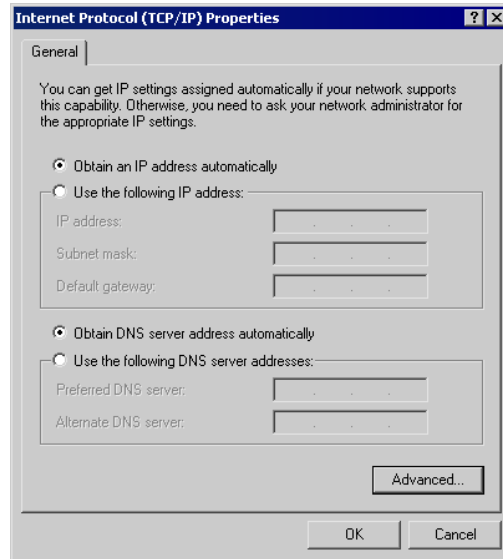 Internet Protocol (TCP/IP) Properties
General
You can get IP settings assigned automatically if your network supports
this capability. Otherwise, you need to ask your network administrator for
the appropriate IP settings.
Obtain an IP address automatically
Use the following IP address:
IP address:
Subnet mask:
Default gateway:
Obtain DNS server address automatically
Use the following DNS server addresses:
Preferred DNS server:
Alternate DNS server:
Advanced...
OK
Cancel